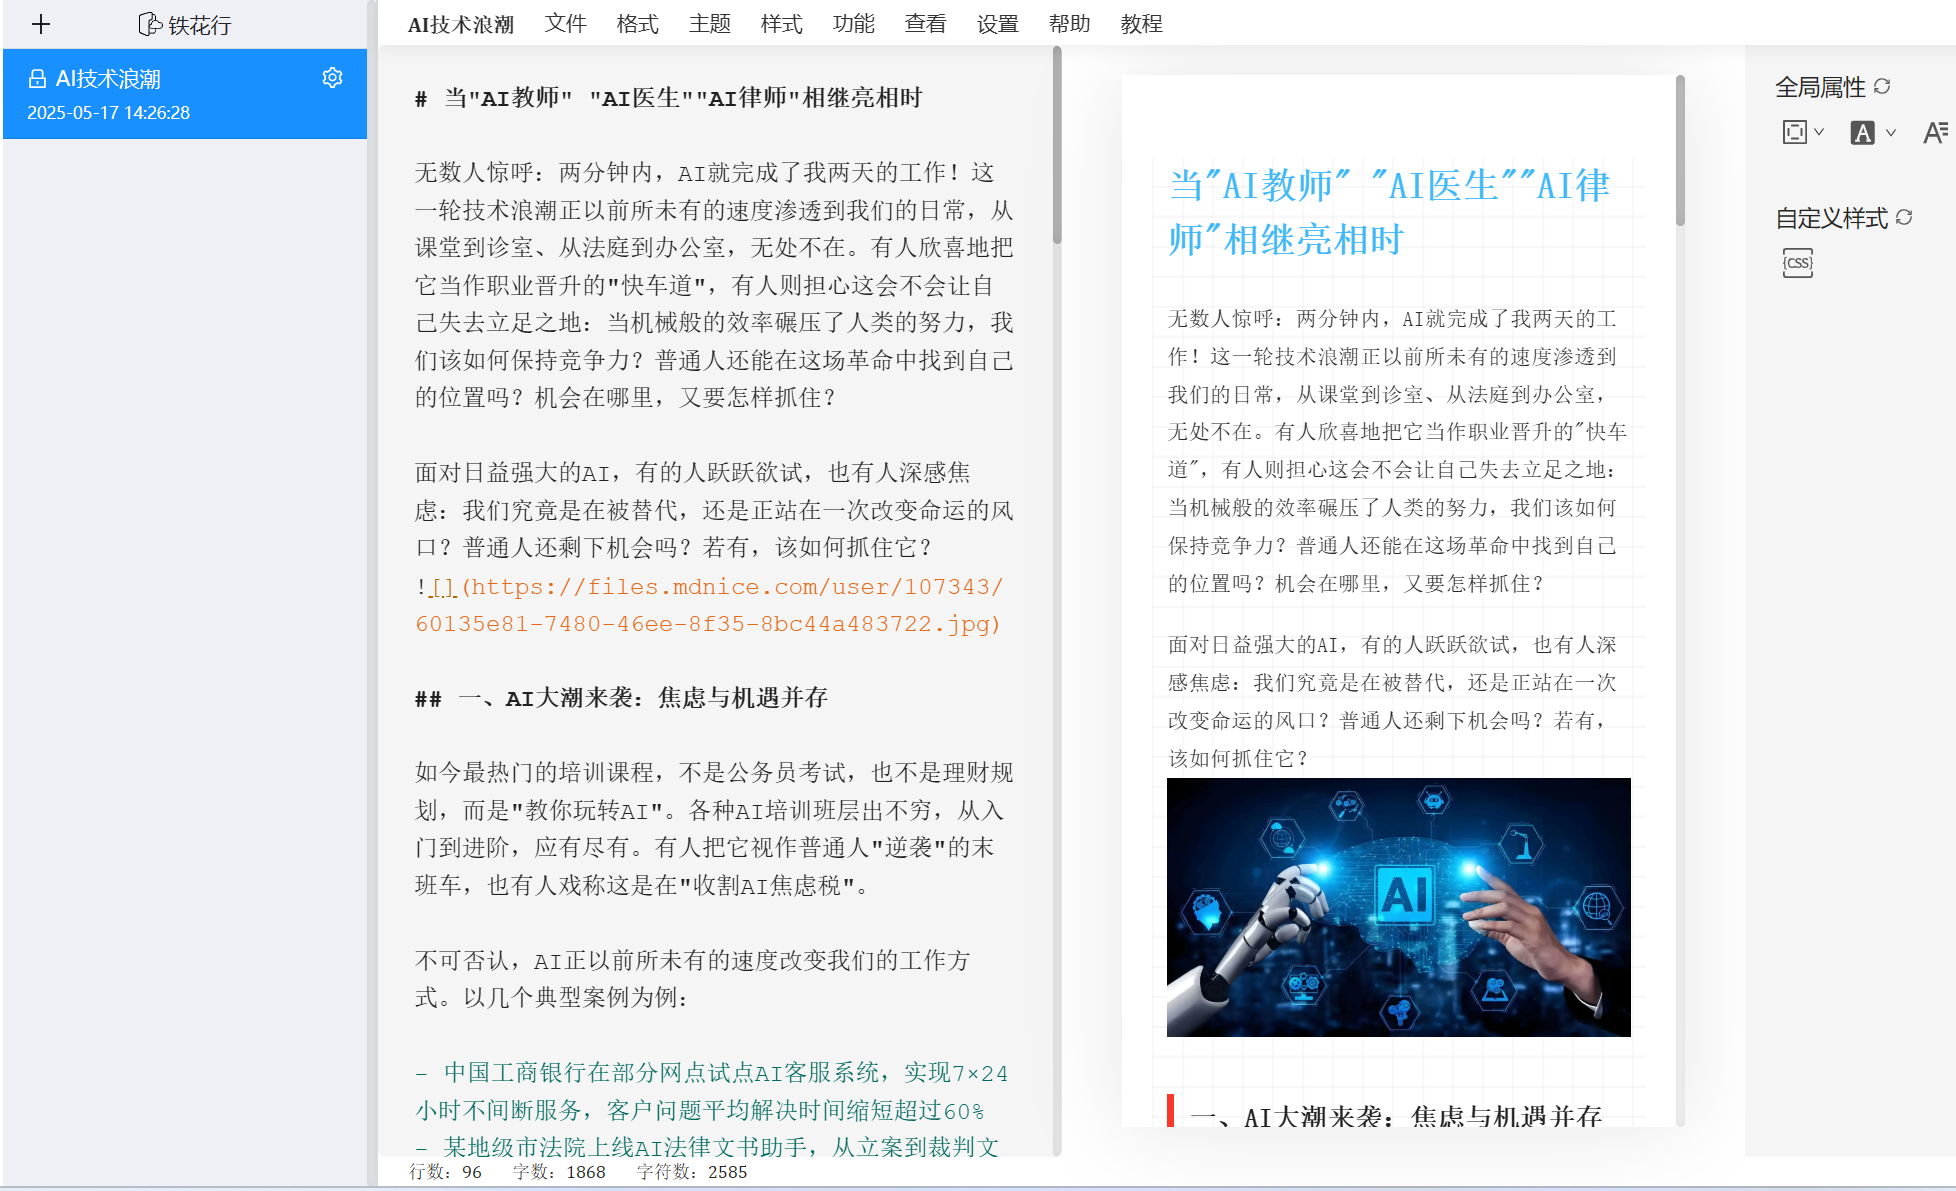 铁花行
AI技术浪潮
2025-05-17 14:26:28
AI技术浪潮 文件 格式 主题 样式 功能 查看 设置 帮助 教程
# 当"AI教师" "AI医生""AI律师"相继亮相时
无数人惊呼：两分钟内，AI就完成了我两天的工作！这
一轮技术浪潮正以前所未有的速度渗透到我们的日常，从
课堂到诊室、从法庭到办公室，无处不在。有人欣喜地把
它当作职业晋升的"快车道"，有人则担心这会不会让自
己失去立足之地：当机械般的效率碾压了人类的努力，我
们该如何保持竞争力？普通人还能在这场革命中找到自己
的位置吗？机会在哪里，又要怎样抓住？
面对日益强大的AI，有的人跃跃欲试，也有人深感焦
虑：我们究竟是在被替代，还是正站在一次改变命运的风
口？普通人还剩下机会吗？若有，该如何抓住它？
![](https://files.mdnice.com/user/107343/
60135e81-7480-46ee-8f35-8bc44a483722.jpg)
## 一、AI大潮来袭：焦虑与机遇并存
如今最热门的培训课程，不是公务员考试，也不是理财规
划，而是"教你玩转AI"。各种AI培训班层出不穷，从入
门到进阶，应有尽有。有人把它视作普通人"逆袭"的末
班车，也有人戏称这是在"收割AI焦虑税"。
不可否认，AI正以前所未有的速度改变我们的工作方
式。以几个典型案例为例：
- 中国工商银行在部分网点试点AI客服系统，实现7×24
小时不间断服务，客户问题平均解决时间缩短超过60%
- 某地级市法院上线AI法律文书助手，从立案到裁判文
行数：96 字数：1868 字符数：2585
当"AI教师" "AI医生""AI律
师"相继亮相时
无数人惊呼：两分钟内，AI就完成了我两天的工
作！这一轮技术浪潮正以前所未有的速度渗透到
我们的日常，从课堂到诊室、从法庭到办公室，
无处不在。有人欣喜地把它当作职业晋升的"快车
道"，有人则担心这会不会让自己失去立足之地：
当机械般的效率碾压了人类的努力，我们该如何
保持竞争力？普通人还能在这场革命中找到自己
的位置吗？机会在哪里，又要怎样抓住？
面对日益强大的AI，有的人跃跃欲试，也有人深
感焦虑：我们究竟是在被替代，还是正站在一次
改变命运的风口？普通人还剩下机会吗？若有，
该如何抓住它？
AI
一、AI大潮来袭：焦虑与机遇并存
全局属性
A
自定义样式
{CSS}